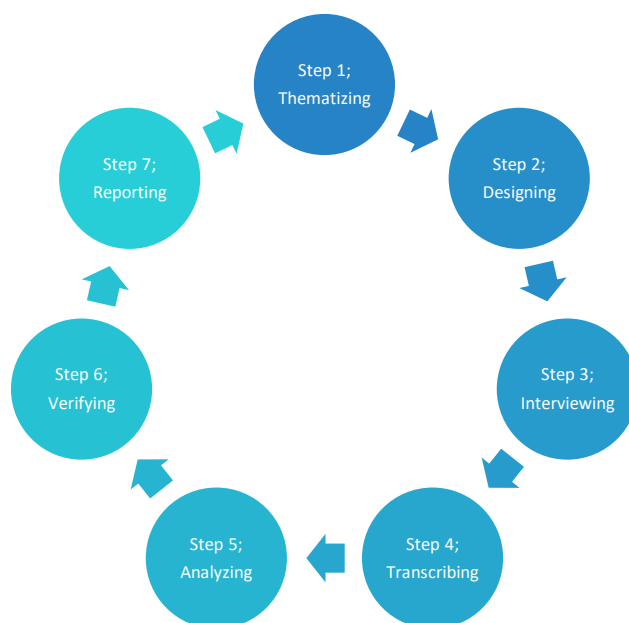 Step 1;
Thematizing
Step 2;
Designing
Step 3;
Interviewing
Step 4;
Transcribing
Step 5;
Analyzing
Step 6;
Verifying
Step 7;
Reporting